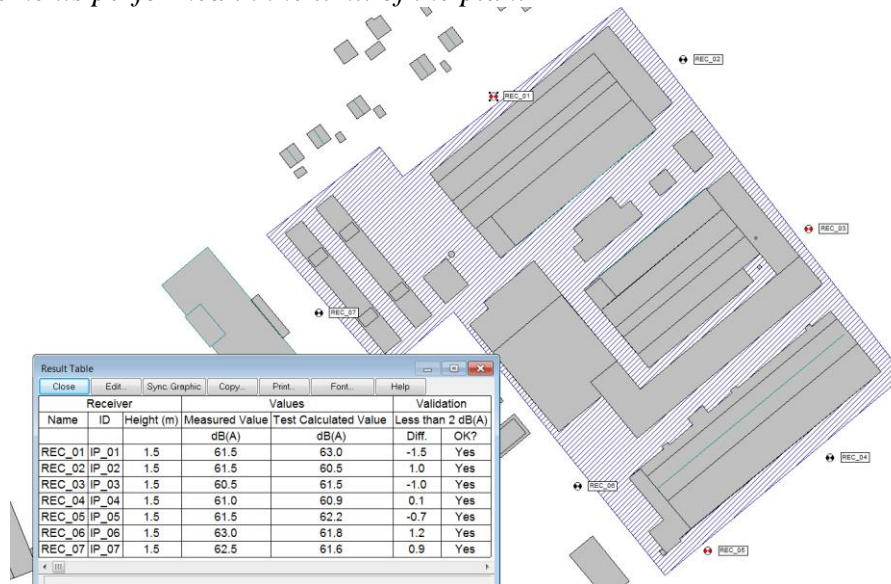 REC_02
REC_01
REC_03
REC_07
REC_04
REC_06
REC_05
Result Table
Close Edit... Sync. Graphic Copy... Print... Font... Help
Receiver Values Validation
Name ID Height (m) Measured Value Test Calculated Value Less than 2 dB(A)
dB(A) dB(A) Diff. OK?
REC_01 IP_01 1.5 61.5 63.0 -1.5 Yes
REC_02 IP_02 1.5 61.5 60.5 1.0 Yes
REC_03 IP_03 1.5 60.5 61.5 -1.0 Yes
REC_04 IP_04 1.5 61.0 60.9 0.1 Yes
REC_05 IP_05 1.5 61.5 62.2 -0.7 Yes
REC_06 IP_06 1.5 63.0 61.8 1.2 Yes
REC_07 IP_07 1.5 62.5 61.6 0.9 Yes